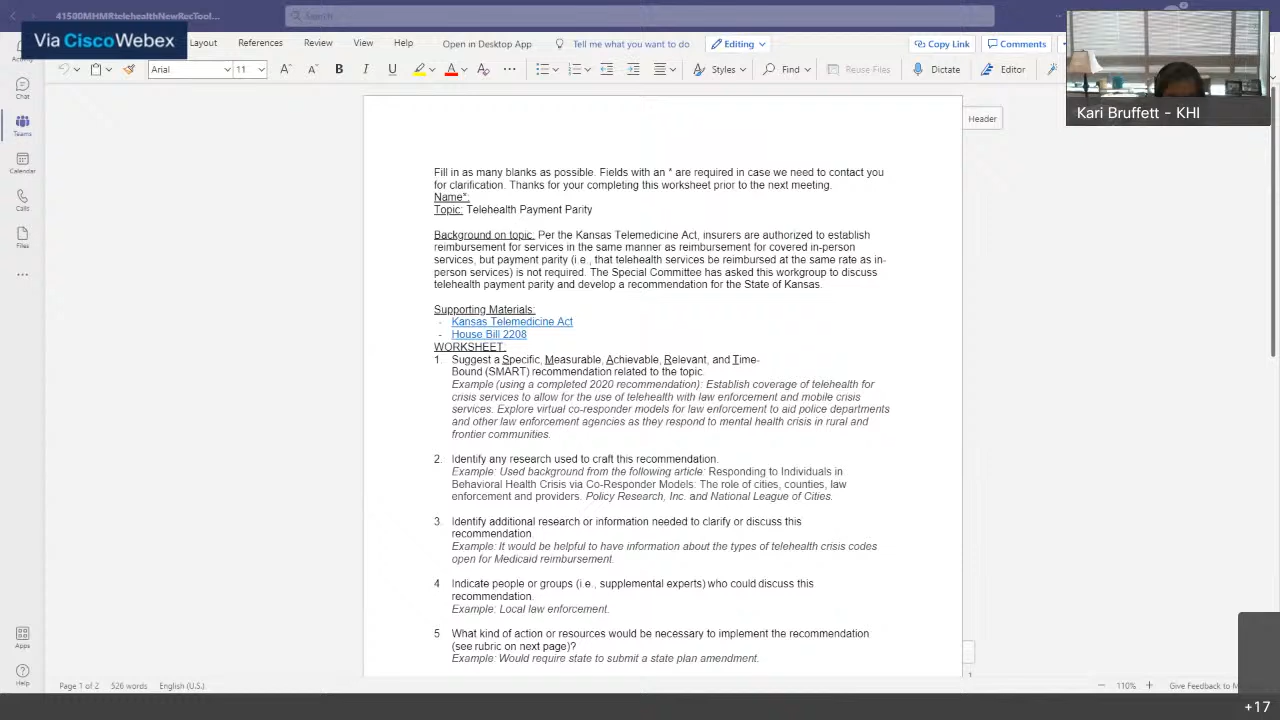 41500MHMRtelehealthNewRecTool...
Search
Via CiscoWebex
Layout References Review View Help Open in Desktop App Tell me what you want to do Editing Copy Link Comments
Arial 11 A A B I U A ... Styles Find Reuse Files Dictate Editor
Chat
Teams
Calendar
Calls
Files
...
Kari Bruffett - KHI
Header
Fill in as many blanks as possible. Fields with an * are required in case we need to contact you
for clarification. Thanks for your completing this worksheet prior to the next meeting.
Name*:
Topic: Telehealth Payment Parity
Background on topic: Per the Kansas Telemedicine Act, insurers are authorized to establish
reimbursement for services in the same manner as reimbursement for covered in-person
services, but payment parity (i.e., that telehealth services be reimbursed at the same rate as in-
person services) is not required. The Special Committee has asked this workgroup to discuss
telehealth payment parity and develop a recommendation for the State of Kansas.
Supporting Materials:
- Kansas Telemedicine Act
- House Bill 2208
WORKSHEET
1. Suggest a Specific, Measurable, Achievable, Relevant, and Time-
Bound (SMART) recommendation related to the topic.
Example (using a completed 2020 recommendation): Establish coverage of telehealth for
crisis services to allow for the use of telehealth with law enforcement and mobile crisis
services. Explore virtual co-responder models for law enforcement to aid police departments
and other law enforcement agencies as they respond to mental health crisis in rural and
frontier communities.
2. Identify any research used to craft this recommendation.
Example: Used background from the following article: Responding to Individuals in
Behavioral Health Crisis via Co-Responder Models: The role of cities, counties, law
enforcement and providers. Policy Research, Inc. and National League of Cities.
3. Identify additional research or information needed to clarify or discuss this
recommendation.
Example: It would be helpful to have information about the types of telehealth crisis codes
open for Medicaid reimbursement.
4 Indicate people or groups (i.e., supplemental experts) who could discuss this
recommendation.
Example: Local law enforcement.
5 What kind of action or resources would be necessary to implement the recommendation
(see rubric on next page)?
Example: Would require state to submit a state plan amendment.
Apps
Help
1
Page 1 of 2 526 words English (U.S.) 110% Give Feedback to
+17